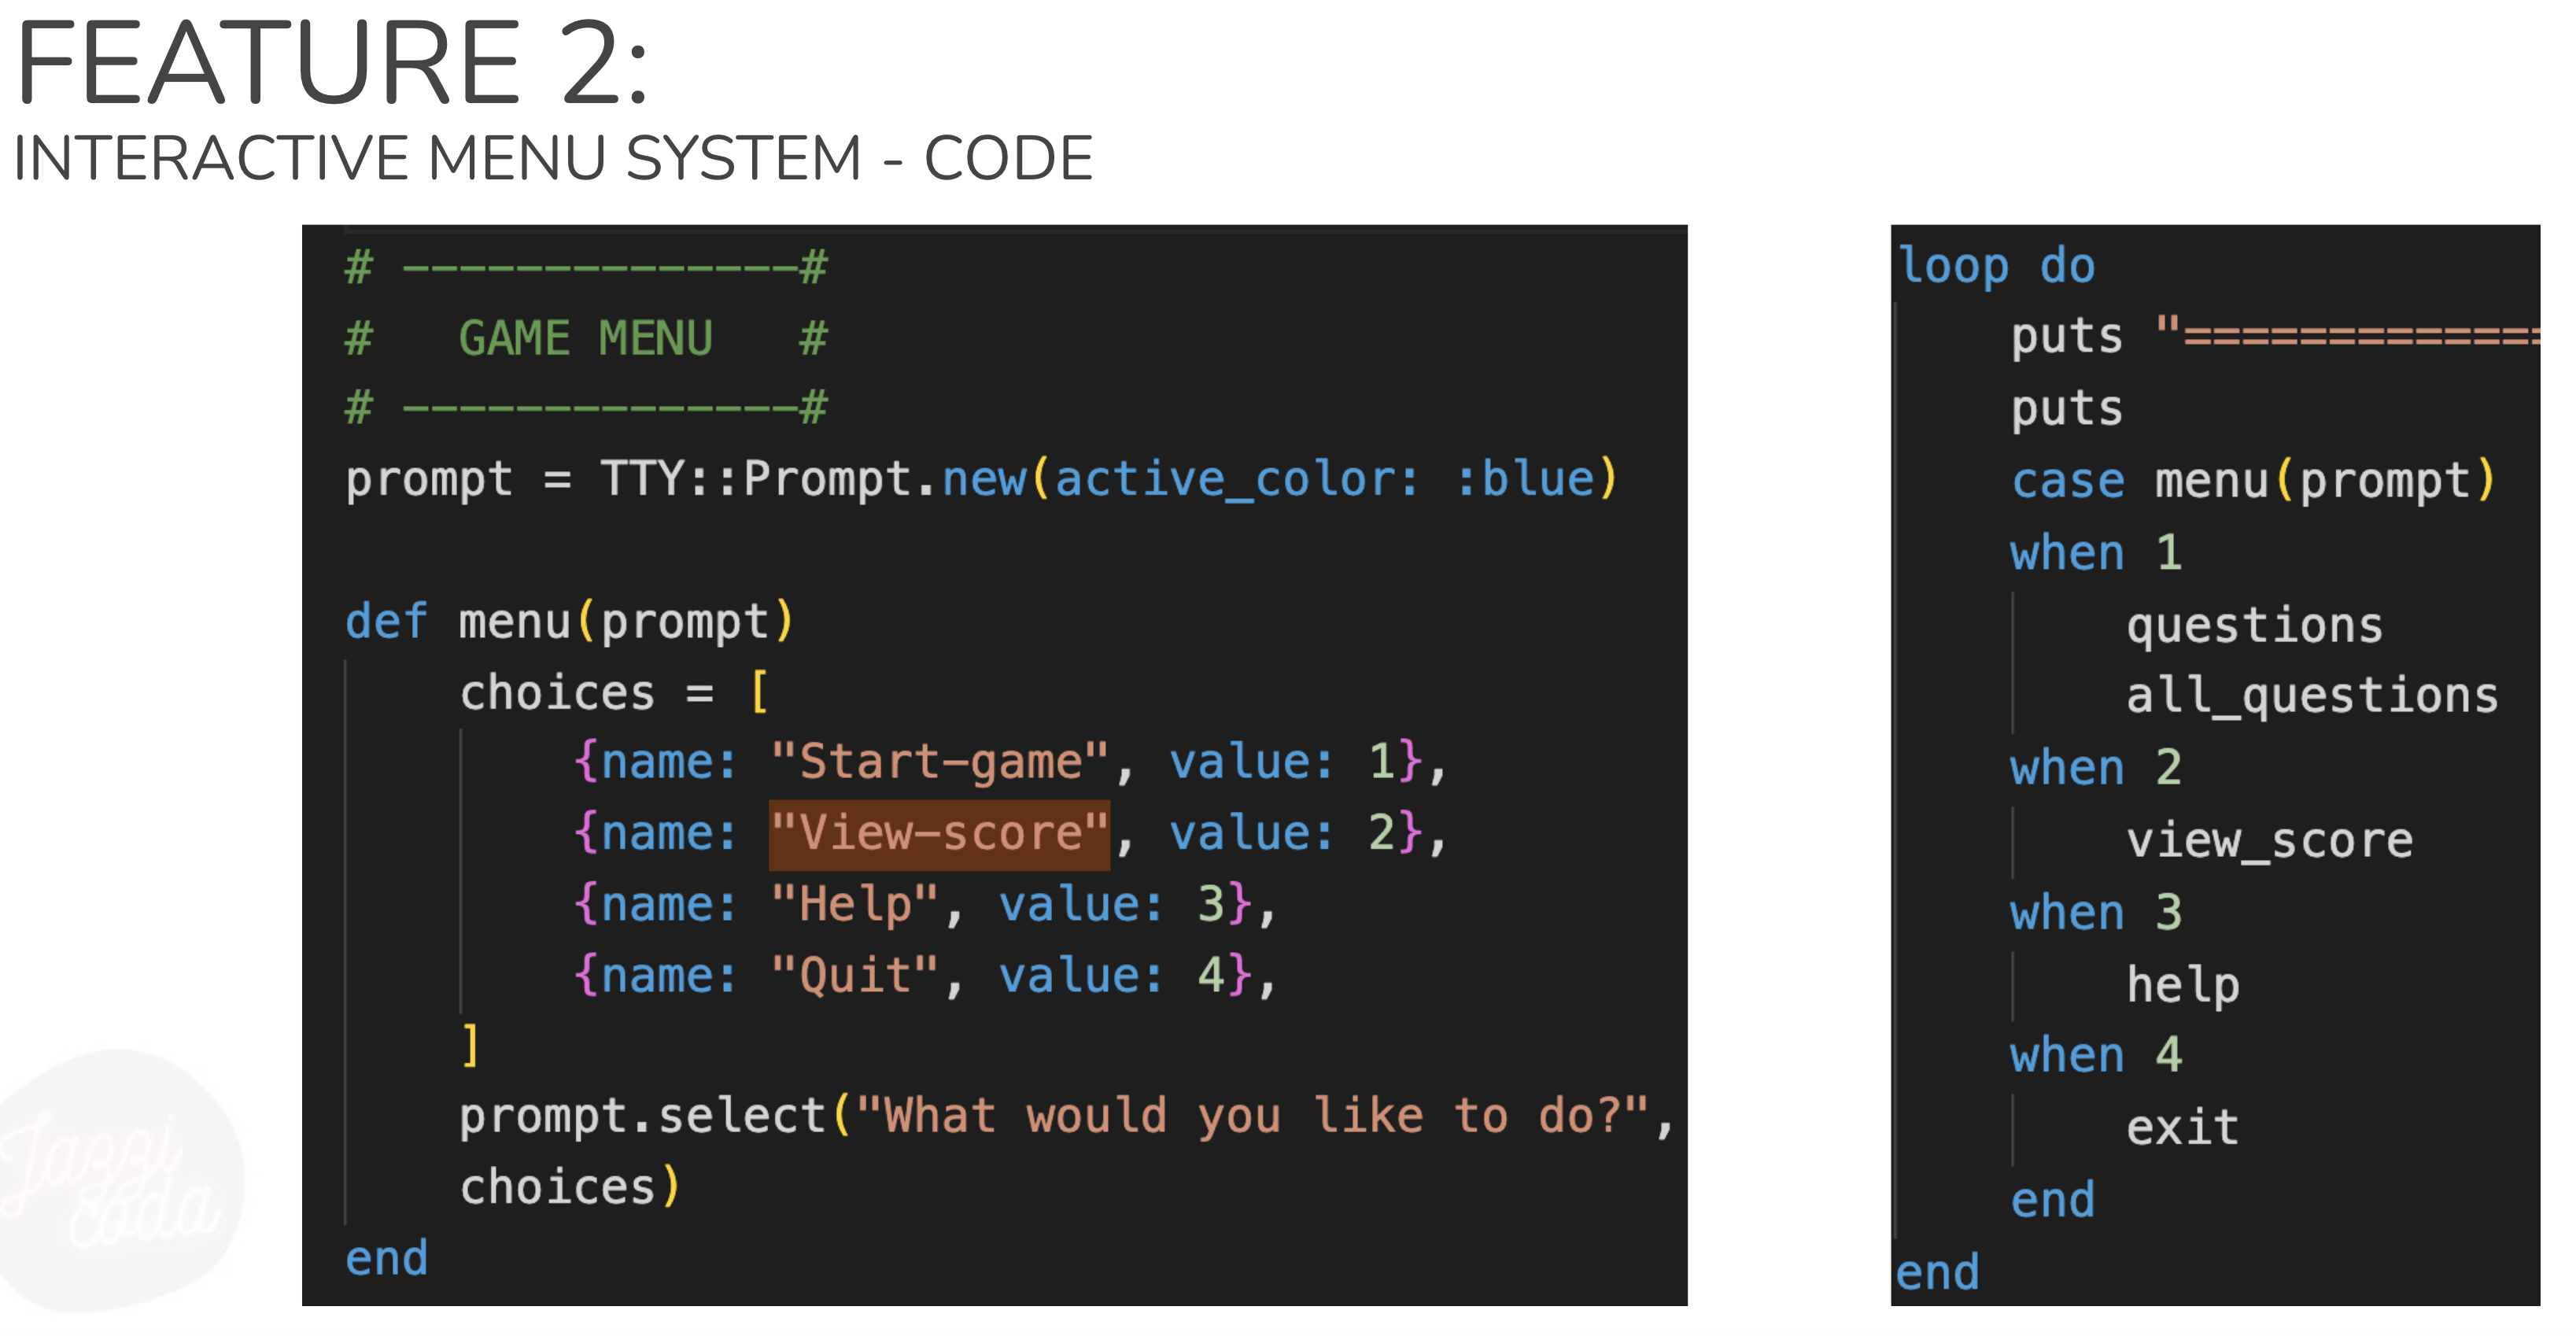 FEATURE 2:
INTERACTIVE MENU SYSTEM - CODE
# --------------#
#   GAME MENU   #
# --------------#
prompt = TTY::Prompt.new(active_color: :blue)
def menu(prompt)
    choices = [
        {name: "Start-game", value: 1},
        {name: "View-score", value: 2},
        {name: "Help", value: 3},
        {name: "Quit", value: 4},
    ]
    prompt.select("What would you like to do?",
    choices)
end
loop do
    puts "=============
    puts
    case menu(prompt)
    when 1
        questions
        all_questions
    when 2
        view_score
    when 3
        help
    when 4
        exit
    end
end
Jazzi
coda